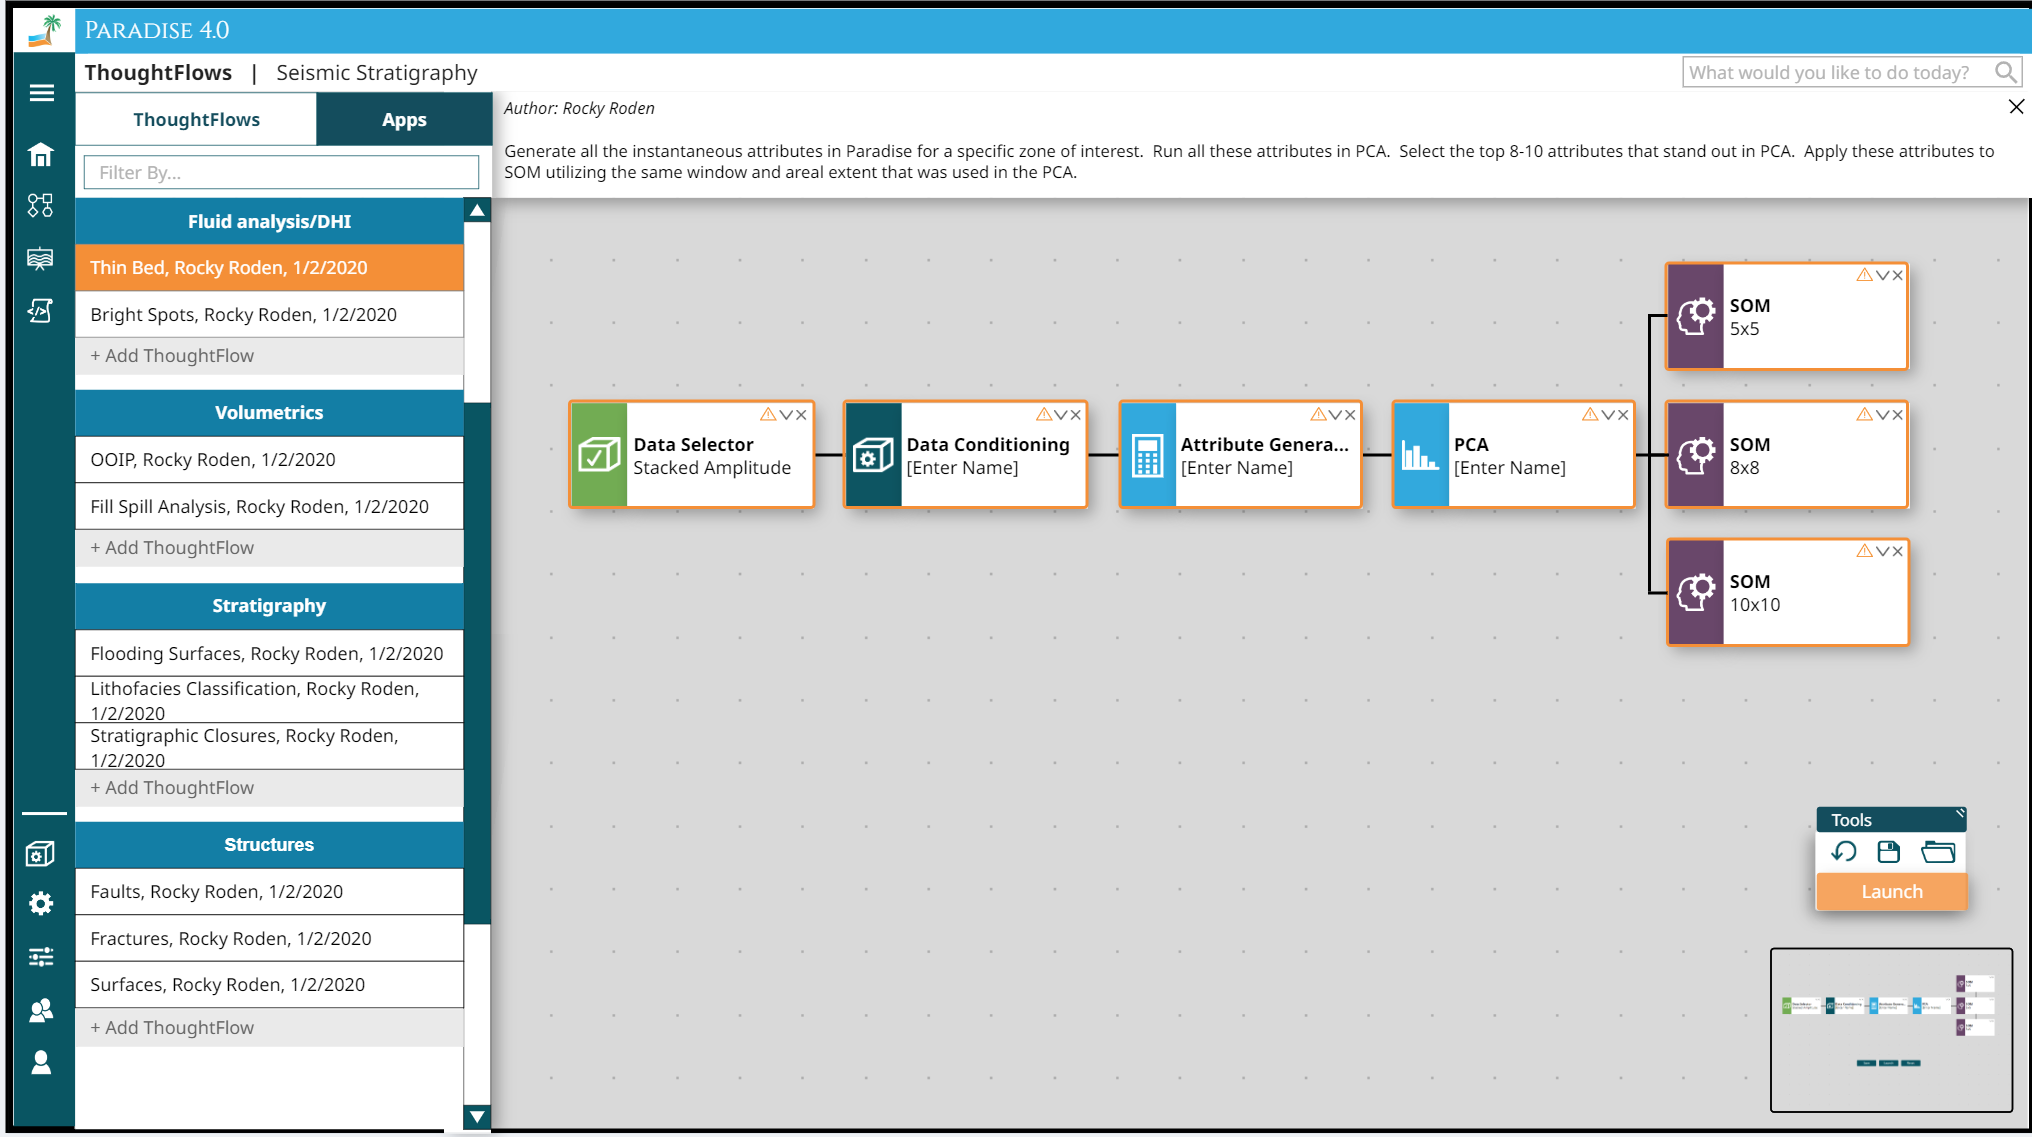 PARADISE 4.0
ThoughtFlows | Seismic Stratigraphy
What would you like to do today?
ThoughtFlows
Apps
Filter By...
Fluid analysis/DHI
Thin Bed, Rocky Roden, 1/2/2020
Bright Spots, Rocky Roden, 1/2/2020
+ Add ThoughtFlow
Volumetrics
OOIP, Rocky Roden, 1/2/2020
Fill Spill Analysis, Rocky Roden, 1/2/2020
+ Add ThoughtFlow
Stratigraphy
Flooding Surfaces, Rocky Roden, 1/2/2020
Lithofacies Classification, Rocky Roden,
1/2/2020
Stratigraphic Closures, Rocky Roden,
1/2/2020
+ Add ThoughtFlow
Structures
Faults, Rocky Roden, 1/2/2020
Fractures, Rocky Roden, 1/2/2020
Surfaces, Rocky Roden, 1/2/2020
+ Add ThoughtFlow
Author: Rocky Roden
Generate all the instantaneous attributes in Paradise for a specific zone of interest. Run all these attributes in PCA. Select the top 8-10 attributes that stand out in PCA. Apply these attributes to
SOM utilizing the same window and areal extent that was used in the PCA.
Data Selector
Stacked Amplitude
Data Conditioning
[Enter Name]
Attribute Genera...
[Enter Name]
PCA
[Enter Name]
SOM
5x5
SOM
8x8
SOM
10x10
Tools
Launch